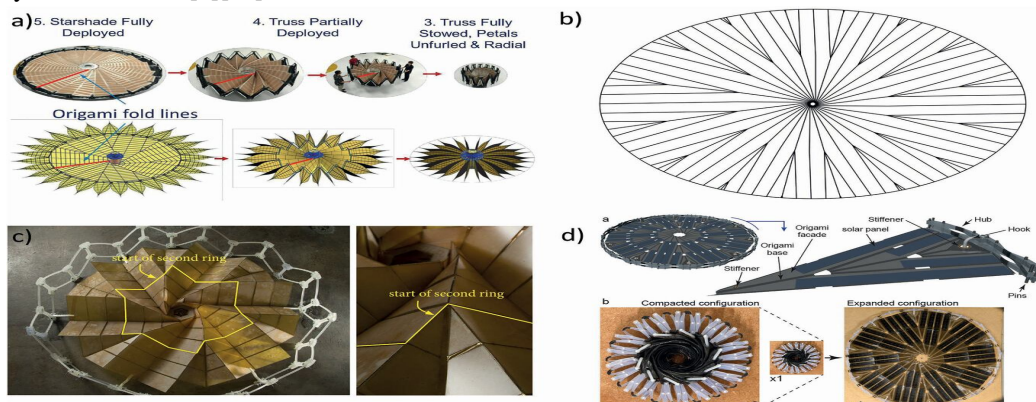 a)
5. Starshade Fully
Deployed
4. Truss Partially
Deployed
3. Truss Fully
Stowed, Petals
Unfurled & Radial
Origami fold lines
b)
c)
start of second ring
start of second ring
d)
a
Origami
base
Origami
facade
Stiffener
solar panel
Stiffener
Hub
Hook
Pins
b
Compacted configuration
x1
Expanded configuration